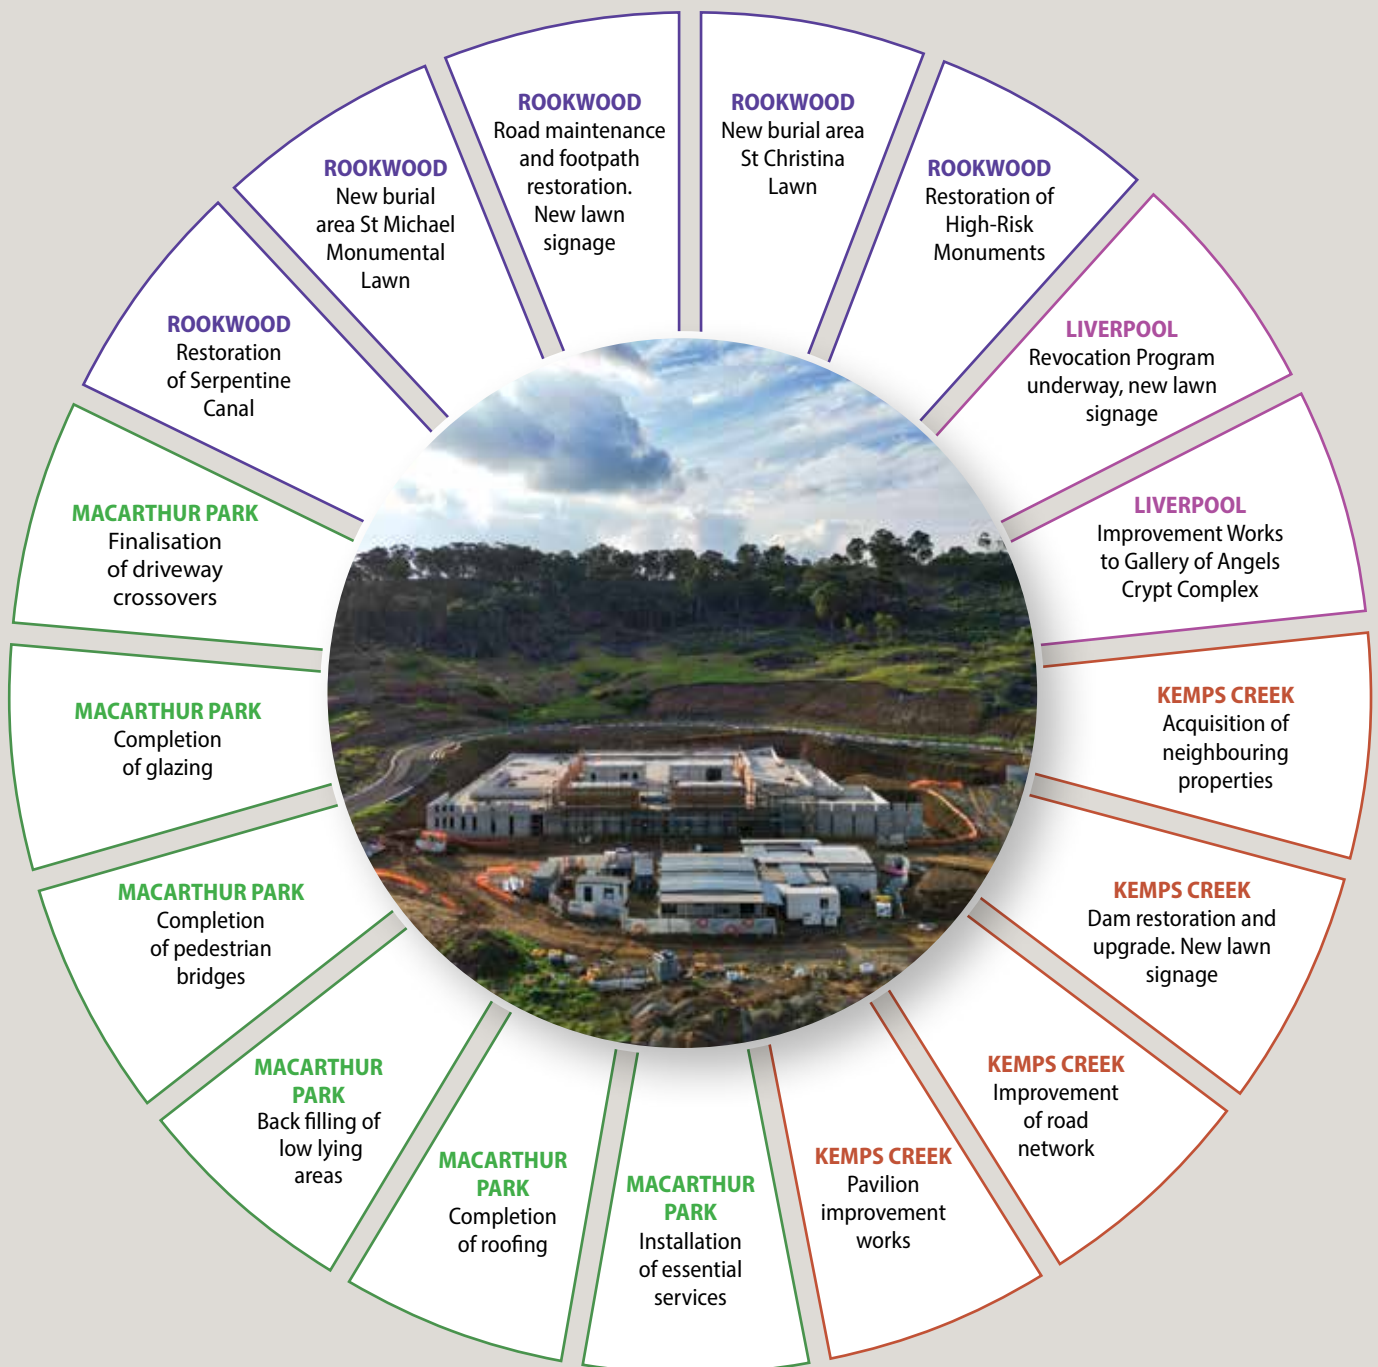 ROOKWOOD
Road maintenance
and footpath
restoration.
New lawn
signage
ROOKWOOD
New burial area
St Christina
Lawn
ROOKWOOD
Restoration of
High-Risk
Monuments
LIVERPOOL
Revocation Program
underway, new lawn
signage
LIVERPOOL
Improvement Works
to Gallery of Angels
Crypt Complex
KEMPS CREEK
Acquisition of
neighbouring
properties
KEMPS CREEK
Dam restoration and
upgrade. New lawn
signage
KEMPS CREEK
Improvement
of road
network
KEMPS CREEK
Pavilion
improvement
works
MACARTHUR
PARK
Installation
of essential
services
MACARTHUR
PARK
Completion
of roofing
MACARTHUR
PARK
Back filling of
low lying
areas
MACARTHUR PARK
Completion
of pedestrian
bridges
MACARTHUR PARK
Completion
of glazing
MACARTHUR PARK
Finalisation
of driveway
crossovers
ROOKWOOD
Restoration
of Serpentine
Canal
ROOKWOOD
New burial
area St Michael
Monumental
Lawn